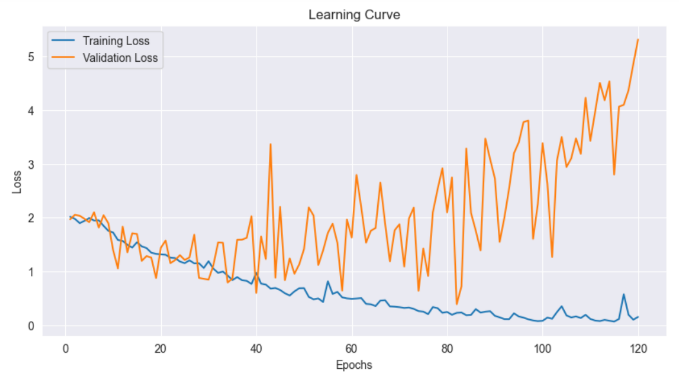 Learning Curve
Training Loss
Validation Loss
5
4
3
2
1
0
Loss
0 20 40 60 80 100 120
Epochs